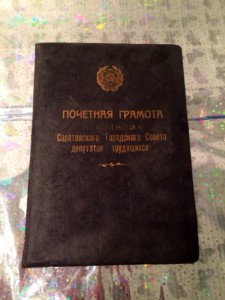 ПОЧЕТНАЯ ГРАМОТА
Саратовского Городского Совета
депутатов трудящихся